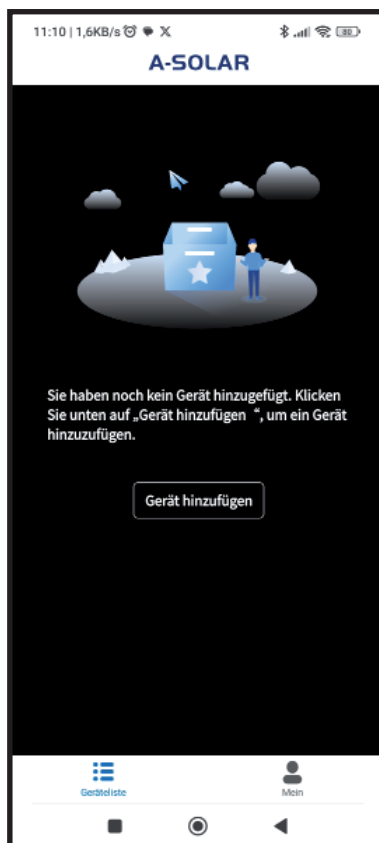 11:10 | 1,6KB/s
80
A-SOLAR
Sie haben noch kein Gerät hinzugefügt. Klicken
Sie unten auf „Gerät hinzufügen “, um ein Gerät
hinzuzufügen.
Gerät hinzufügen
Geräteliste
Mein